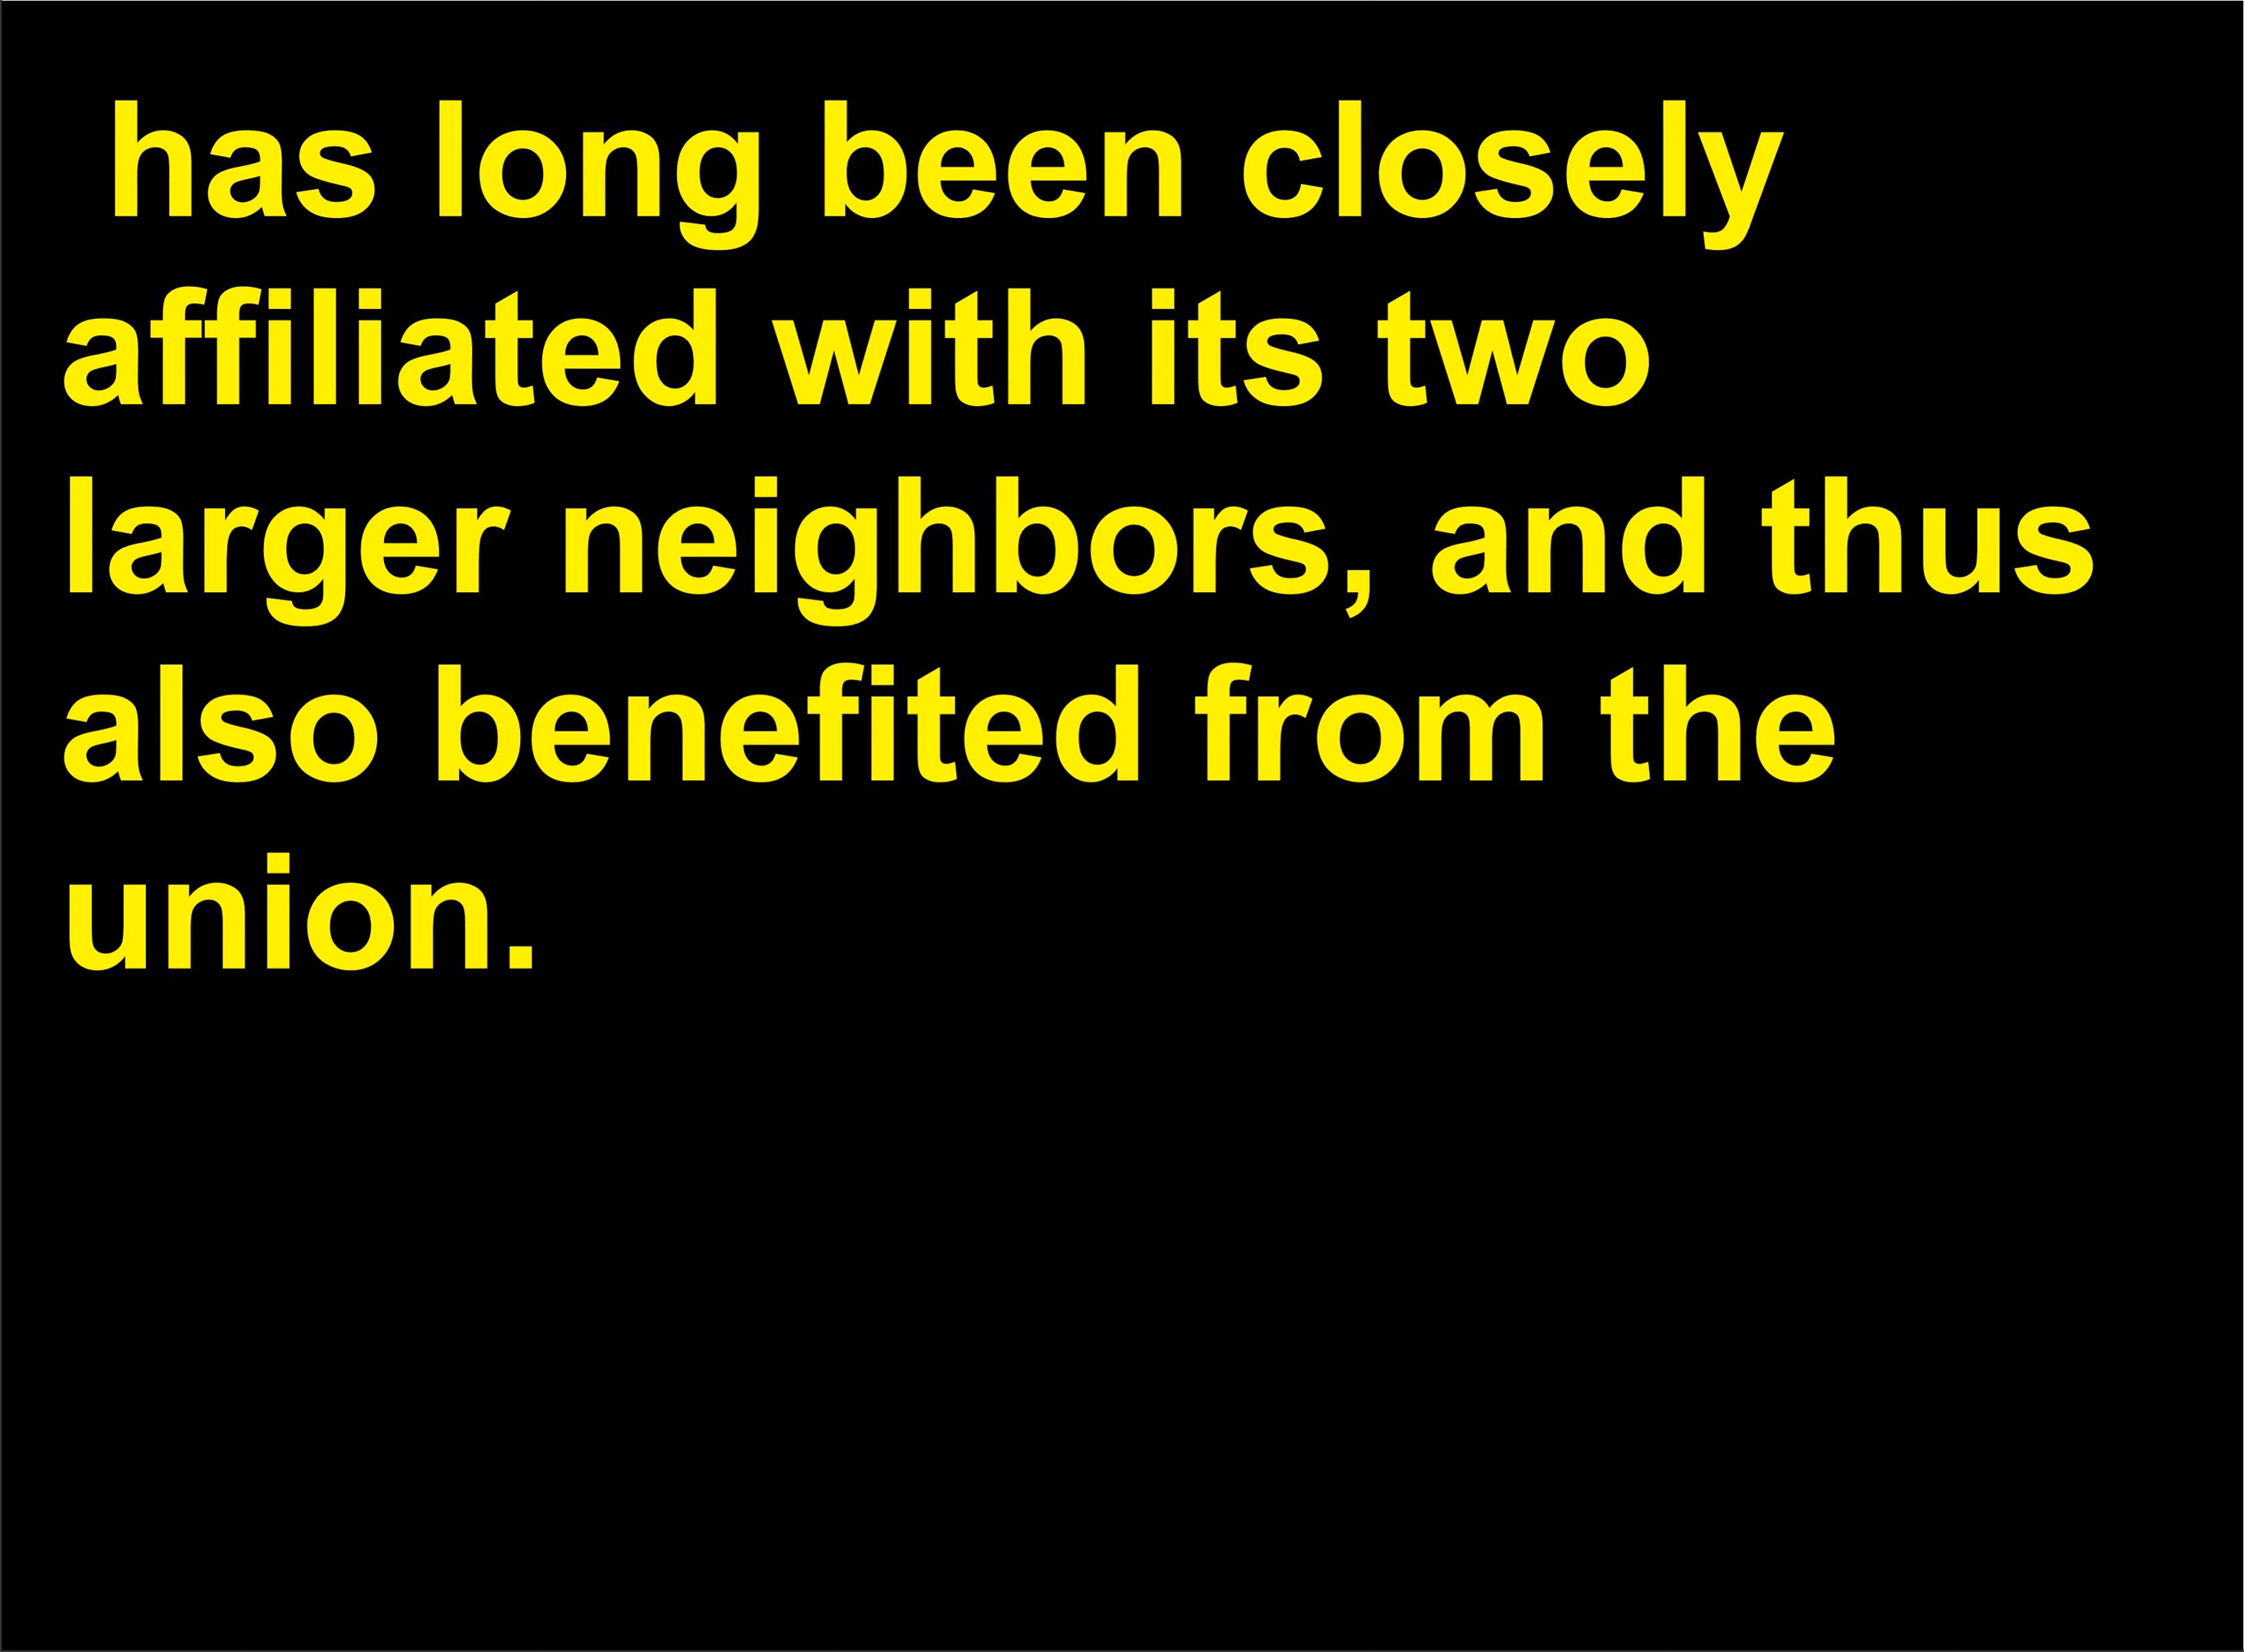 has long been closely
affiliated with its two
larger neighbors, and thus
also benefited from the
union.